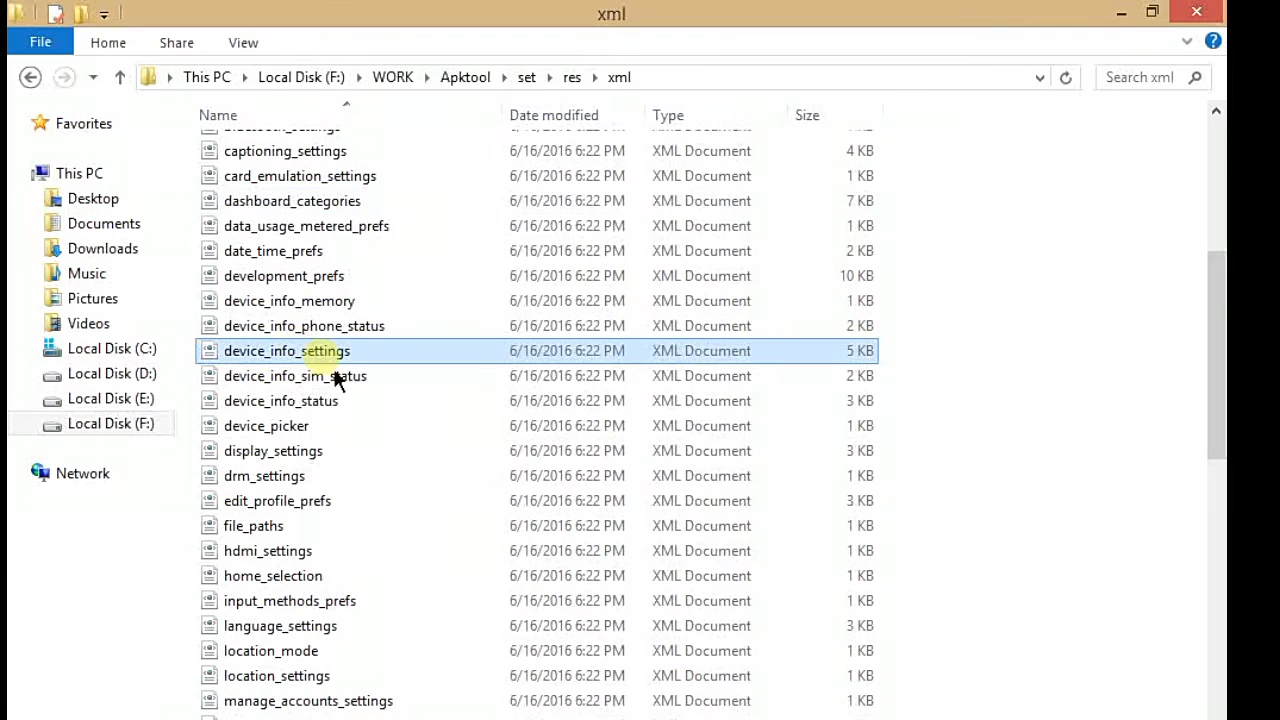 xml
File Home Share View
This PC Local Disk (F:) WORK Apktool set res xml Search xml
Name Date modified Type Size
Favorites
This PC
Desktop
Documents
Downloads
Music
Pictures
Videos
Local Disk (C:)
Local Disk (D:)
Local Disk (E:)
Local Disk (F:)
Network
captioning_settings 6/16/2016 6:22 PM XML Document 4 KB
card_emulation_settings 6/16/2016 6:22 PM XML Document 1 KB
dashboard_categories 6/16/2016 6:22 PM XML Document 7 KB
data_usage_metered_prefs 6/16/2016 6:22 PM XML Document 1 KB
date_time_prefs 6/16/2016 6:22 PM XML Document 2 KB
development_prefs 6/16/2016 6:22 PM XML Document 10 KB
device_info_memory 6/16/2016 6:22 PM XML Document 1 KB
device_info_phone_status 6/16/2016 6:22 PM XML Document 2 KB
device_info_settings 6/16/2016 6:22 PM XML Document 5 KB
device_info_sim_status 6/16/2016 6:22 PM XML Document 2 KB
device_info_status 6/16/2016 6:22 PM XML Document 3 KB
device_picker 6/16/2016 6:22 PM XML Document 1 KB
display_settings 6/16/2016 6:22 PM XML Document 3 KB
drm_settings 6/16/2016 6:22 PM XML Document 1 KB
edit_profile_prefs 6/16/2016 6:22 PM XML Document 3 KB
file_paths 6/16/2016 6:22 PM XML Document 1 KB
hdmi_settings 6/16/2016 6:22 PM XML Document 1 KB
home_selection 6/16/2016 6:22 PM XML Document 1 KB
input_methods_prefs 6/16/2016 6:22 PM XML Document 1 KB
language_settings 6/16/2016 6:22 PM XML Document 3 KB
location_mode 6/16/2016 6:22 PM XML Document 1 KB
location_settings 6/16/2016 6:22 PM XML Document 1 KB
manage_accounts_settings 6/16/2016 6:22 PM XML Document 1 KB